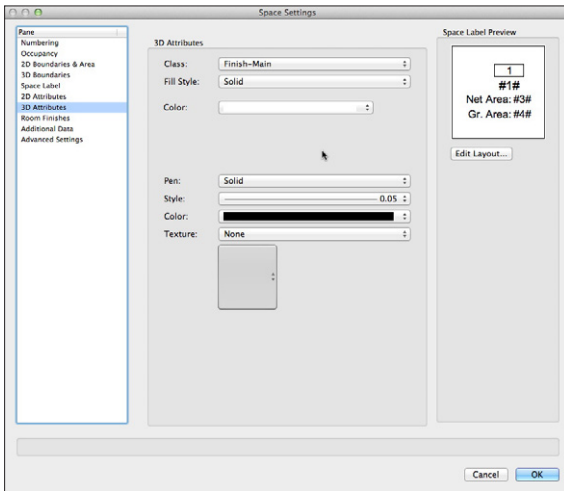 Space Settings
Pane
Numbering
Occupancy
2D Boundaries & Area
3D Boundaries
Space Label
2D Attributes
3D Attributes
Room Finishes
Additional Data
Advanced Settings
3D Attributes
Class: Finish-Main
Fill Style: Solid
Color:
Pen: Solid
Style: 0.05
Color:
Texture: None
Space Label Preview
1
#1#
Net Area: #3#
Gr. Area: #4#
Edit Layout...
Cancel OK